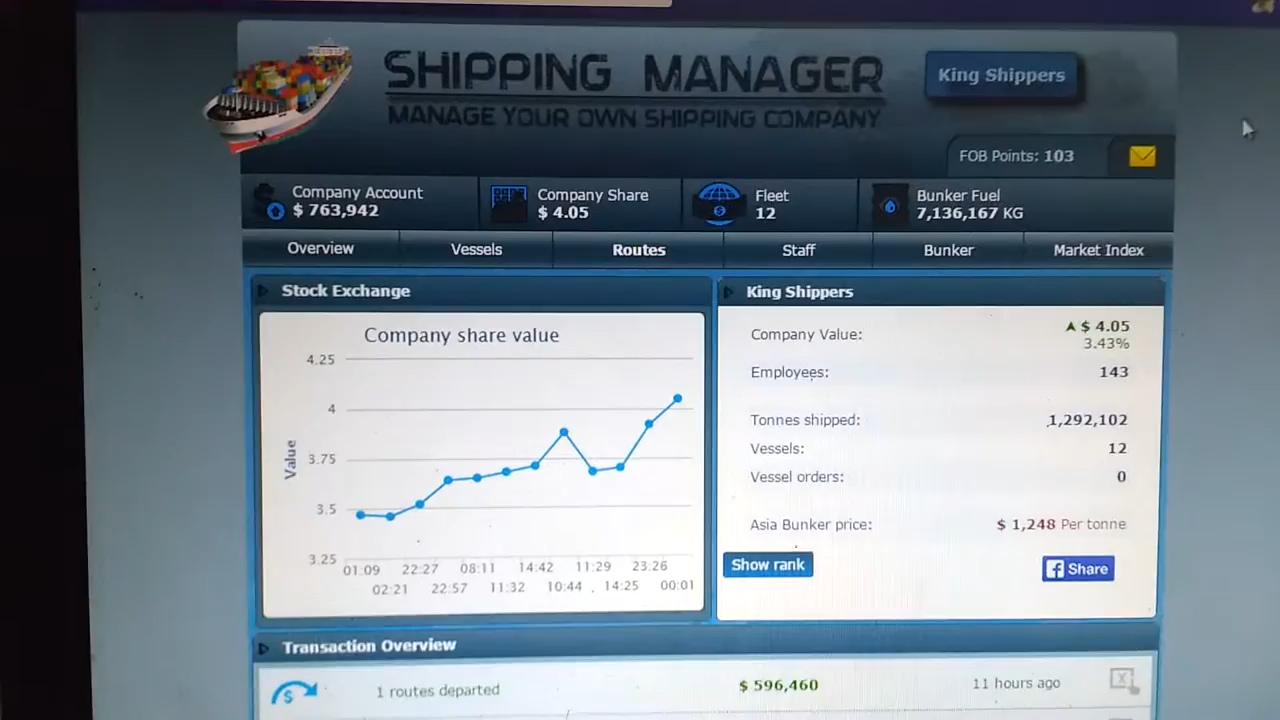 SHIPPING MANAGER
MANAGE YOUR OWN SHIPPING COMPANY
King Shippers
FOB Points: 103
Company Account
$ 763,942
Company Share
$ 4.05
Fleet
12
Bunker Fuel
7,136,167 KG
Overview Vessels Routes Staff Bunker Market Index
Stock Exchange
Company share value
Value
4.25
4
3.75
3.5
3.25
01:09 22:27 08:11 14:42 11:29 23:26
02:21 22:57 11:32 10:44 14:25 00:01
King Shippers
Company Value: $ 4.05
3.43%
Employees: 143
Tonnes shipped: 1,292,102
Vessels: 12
Vessel orders: 0
Asia Bunker price: $ 1,248 Per tonne
Show rank
f Share
Transaction Overview
$ 1 routes departed $ 596,460 11 hours ago X